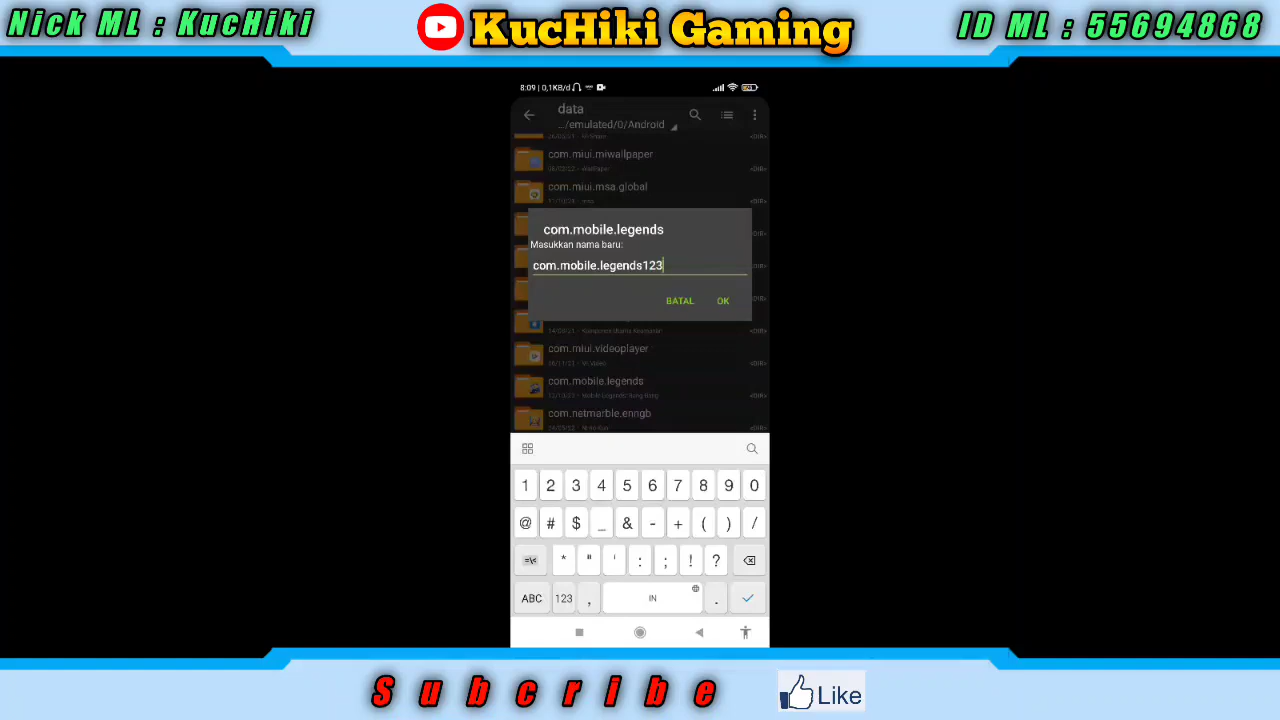 Nick ML : KucHiki
KucHiki Gaming
ID ML : 55694868
8:09 | 0,1KB/d
data
.../emulated/0/Android
com.miui.miwallpaper
com.miui.msa.global
com.mobile.legends
Masukkan nama baru:
com.mobile.legends123
BATAL OK
com.miui.videoplayer
com.mobile.legends
com.netmarble.enngb
1 2 3 4 5 6 7 8 9 0
@ # $ _ & - + ( ) /
=\< * " ' : ; ! ?
ABC 123 , IN .
Subcribe
Like